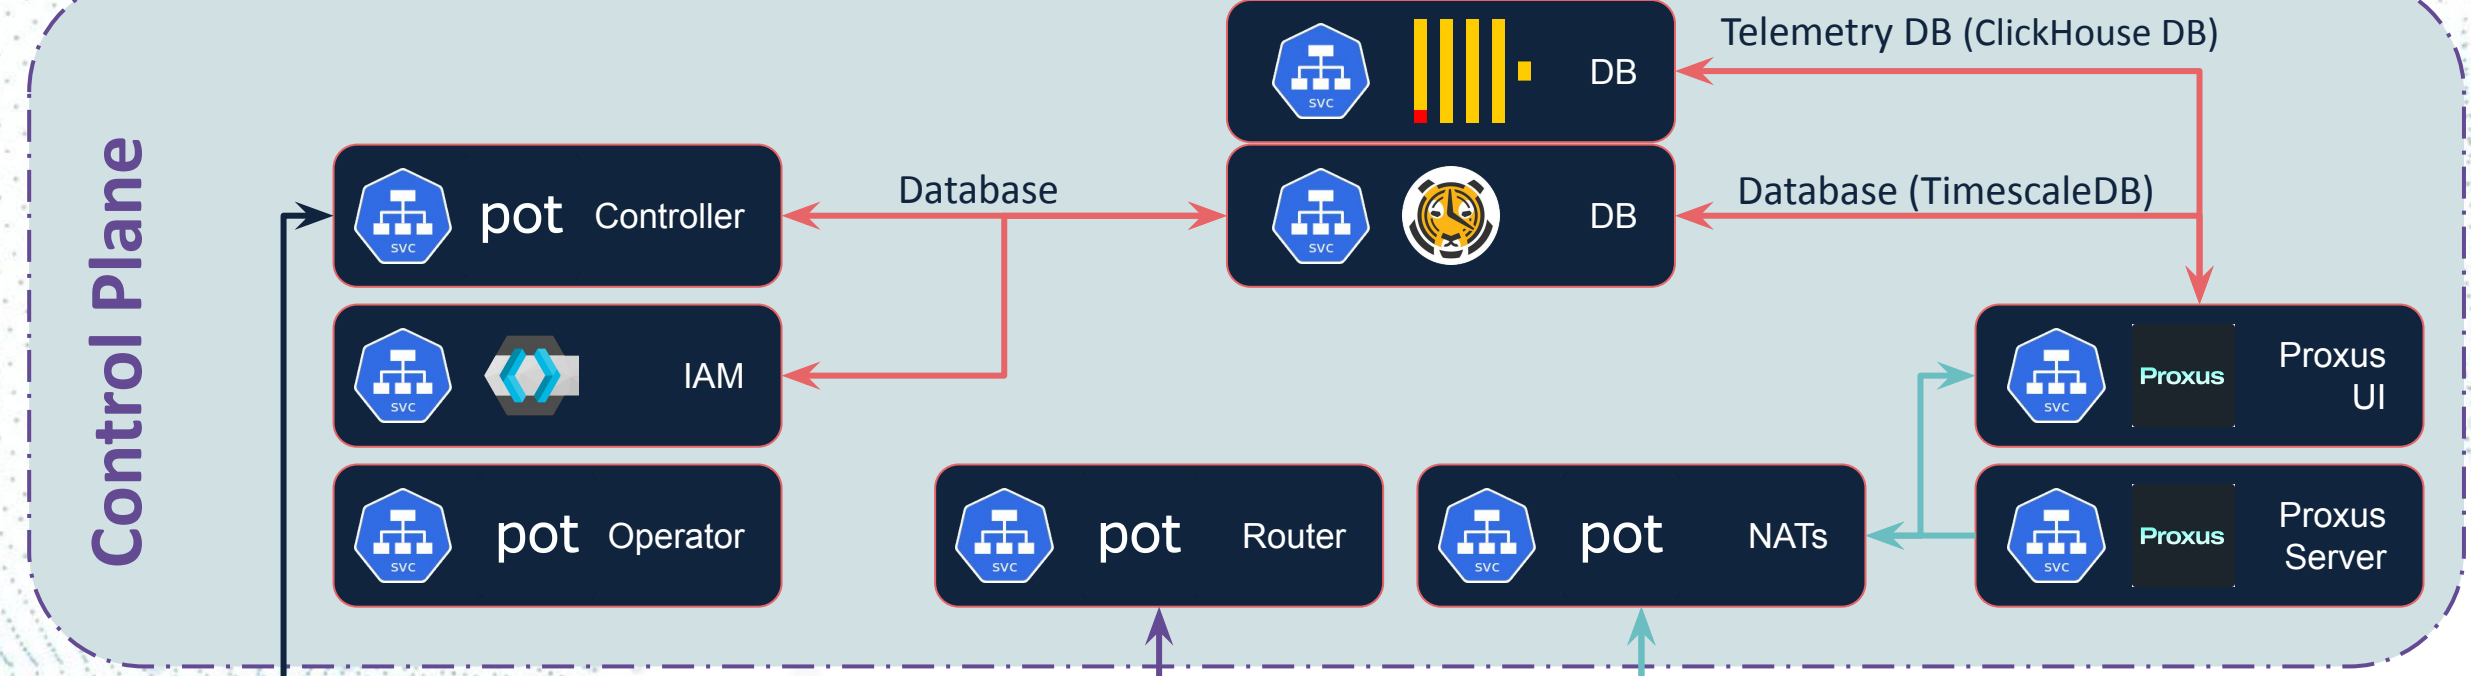 Control Plane
svc
DB
Telemetry DB (ClickHouse DB)
svc
pot
Controller
Database
svc
DB
Database (TimescaleDB)
svc
IAM
svc
Proxus
Proxus
UI
svc
pot
Operator
svc
pot
Router
svc
pot
NATs
svc
Proxus
Proxus
Server